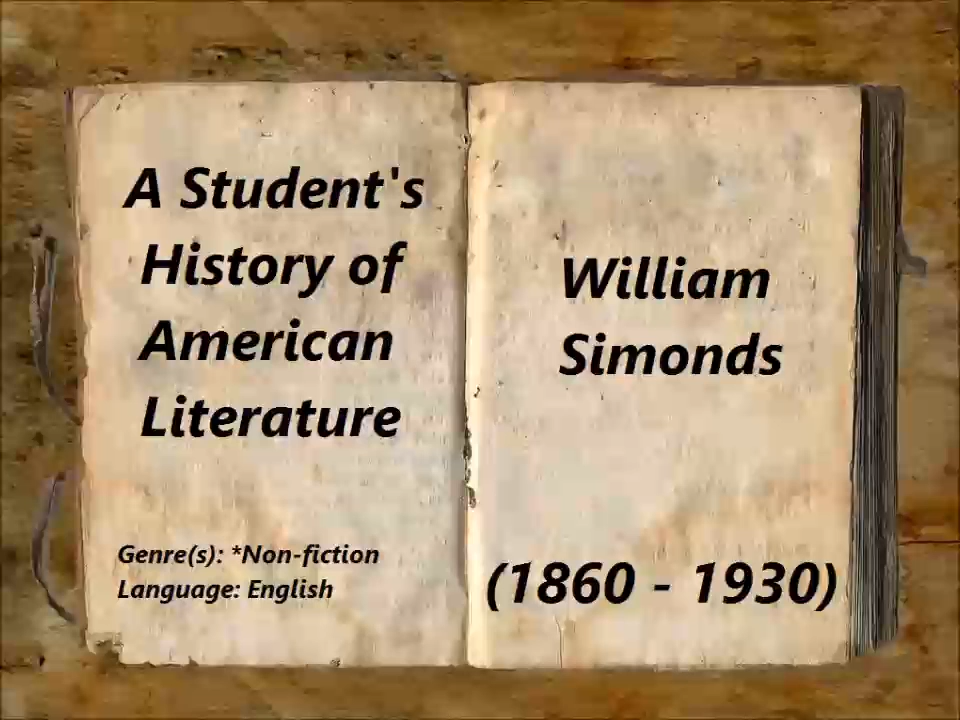 A Student's
History of
American
Literature
Genre(s): *Non-fiction
Language: English
William
Simonds
(1860 - 1930)